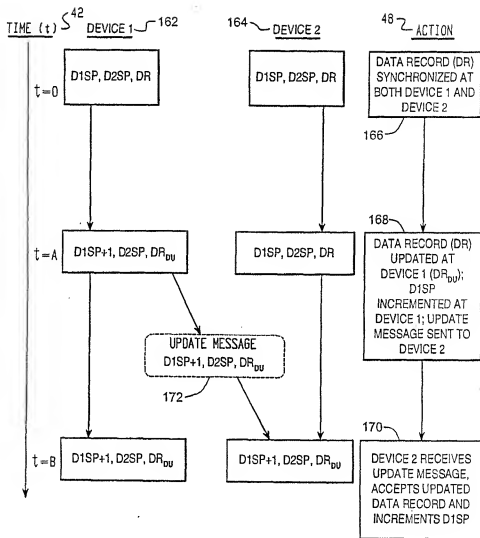 TIME (t) 42 DEVICE 1 162 164 DEVICE 2 48 ACTION
t=0
D1SP, D2SP, DR
D1SP, D2SP, DR
DATA RECORD (DR)
SYNCHRONIZED AT
BOTH DEVICE 1 AND
DEVICE 2
166
168
t=A
D1SP+1, D2SP, DR_DU
D1SP, D2SP, DR
DATA RECORD (DR)
UPDATED AT
DEVICE 1 (DR_DU);
D1SP
INCREMENTED AT
DEVICE 1; UPDATE
MESSAGE SENT TO
DEVICE 2
UPDATE MESSAGE
D1SP+1, D2SP, DR_DU
172
170
t=B
D1SP+1, D2SP, DR_DU
D1SP+1, D2SP, DR_DU
DEVICE 2 RECEIVES
UPDATE MESSAGE,
ACCEPTS UPDATED
DATA RECORD AND
INCREMENTS D1SP